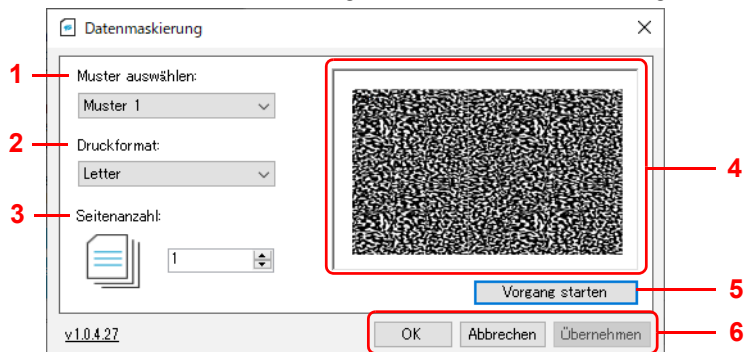 Datenmaskierung
1 Muster auswählen:
Muster 1
2 Druckformat:
Letter
4
3 Seitenanzahl:
1
Vorgang starten 5
v1.0.4.27 OK Abbrechen Übernehmen 6